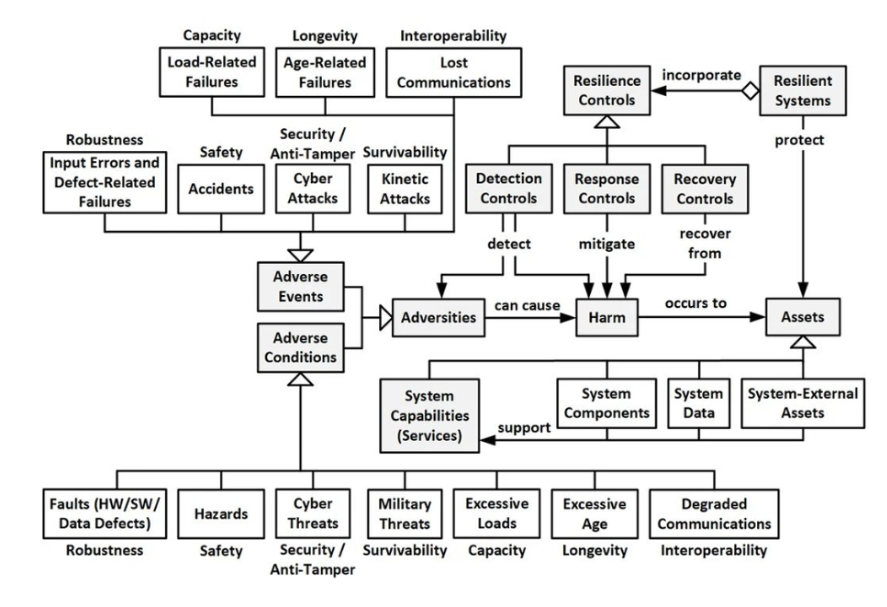 Capacity
Longevity
Interoperability
Load-Related
Failures
Age-Related
Failures
Lost
Communications
Resilience
Controls
incorporate
Resilient
Systems
protect
Robustness
Input Errors and
Defect-Related
Failures
Safety
Accidents
Security /
Anti-Tamper
Cyber
Attacks
Survivability
Kinetic
Attacks
Detection
Controls
Response
Controls
Recovery
Controls
detect
mitigate
recover
from
Adverse
Events
Adverse
Conditions
Adversities
can cause
Harm
occurs to
Assets
System
Capabilities
(Services)
System
Components
System
Data
System-External
Assets
support
Faults (HW/SW/
Data Defects)
Robustness
Hazards
Safety
Cyber
Threats
Security /
Anti-Tamper
Military
Threats
Survivability
Excessive
Loads
Capacity
Excessive
Age
Longevity
Degraded
Communications
Interoperability